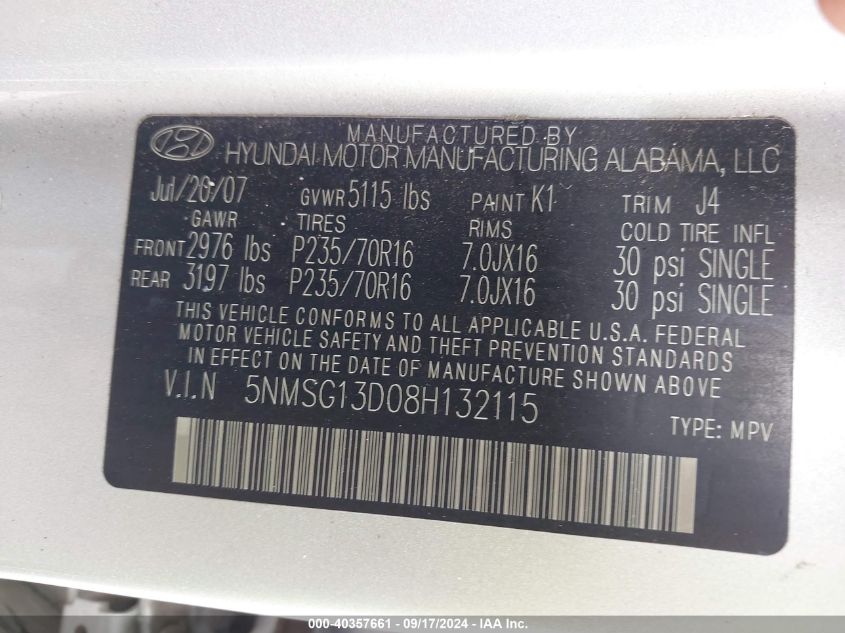 MANUFACTURED BY
HYUNDAI MOTOR MANUFACTURING ALABAMA, LLC
Jul/20/07 GVWR 5115 lbs PAINT K1 TRIM J4
GAWR TIRES RIMS COLD TIRE INFL
FRONT 2976 lbs P235/70R16 7.0JX16 30 psi SINGLE
REAR 3197 lbs P235/70R16 7.0JX16 30 psi SINGLE
THIS VEHICLE CONFORMS TO ALL APPLICABLE U.S.A. FEDERAL
MOTOR VEHICLE SAFETY AND THEFT PREVENTION STANDARDS
IN EFFECT ON THE DATE OF MANUFACTURE SHOWN ABOVE
V.I.N 5NMSG13D08H132115
TYPE: MPV
000-40357661 - 09/17/2024 - IAA Inc.